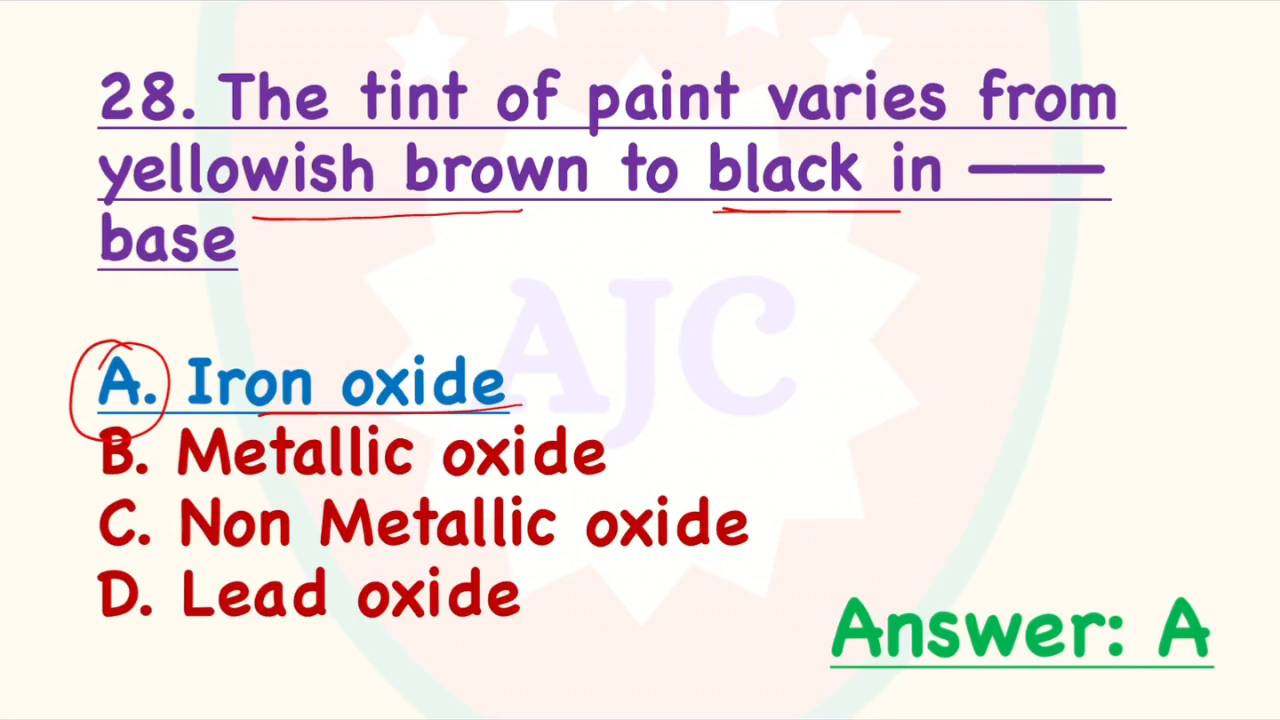 28. The tint of paint varies from
yellowish brown to black in ———
base
AJC
A. Iron oxide
B. Metallic oxide
C. Non Metallic oxide
D. Lead oxide
Answer: A